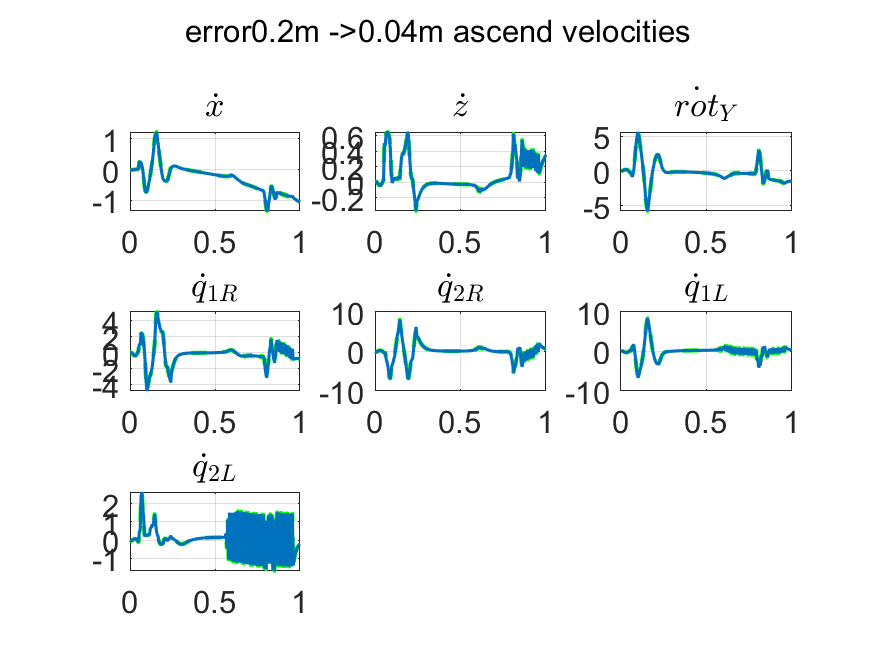 error0.2m ->0.04m ascend velocities
ẋ ż ṙot_Y
1 0 -1 0 0.5 1
0.6 0.4 0.2 0 -0.2 0 0.5 1
5 0 -5 0 0.5 1
q̇_1R q̇_2R q̇_1L
4 2 0 -2 -4 0 0.5 1
10 0 -10 0 0.5 1
10 0 -10 0 0.5 1
q̇_2L
2 1 0 -1 0 0.5 1